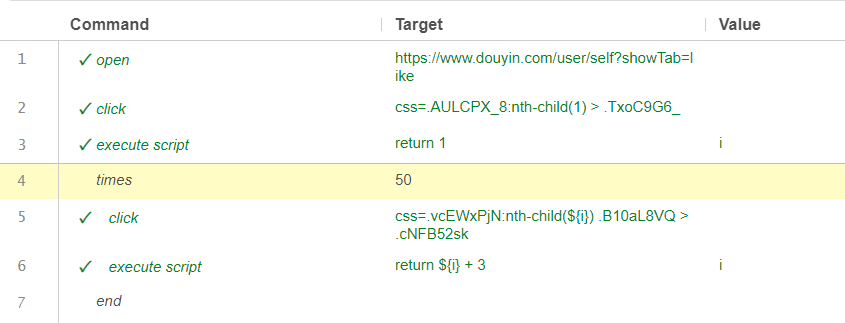 Command Target Value
1 ✓ open https://www.douyin.com/user/self?showTab=l
ike
2 ✓ click css=.AULCPX_8:nth-child(1) > .TxoC9G6_
3 ✓ execute script return 1 i
4 times 50
5 ✓ click css=.vcEWxPjN:nth-child(${i}) .B10aL8VQ >
.cNFB52sk
6 ✓ execute script return ${i} + 3 i
7 end